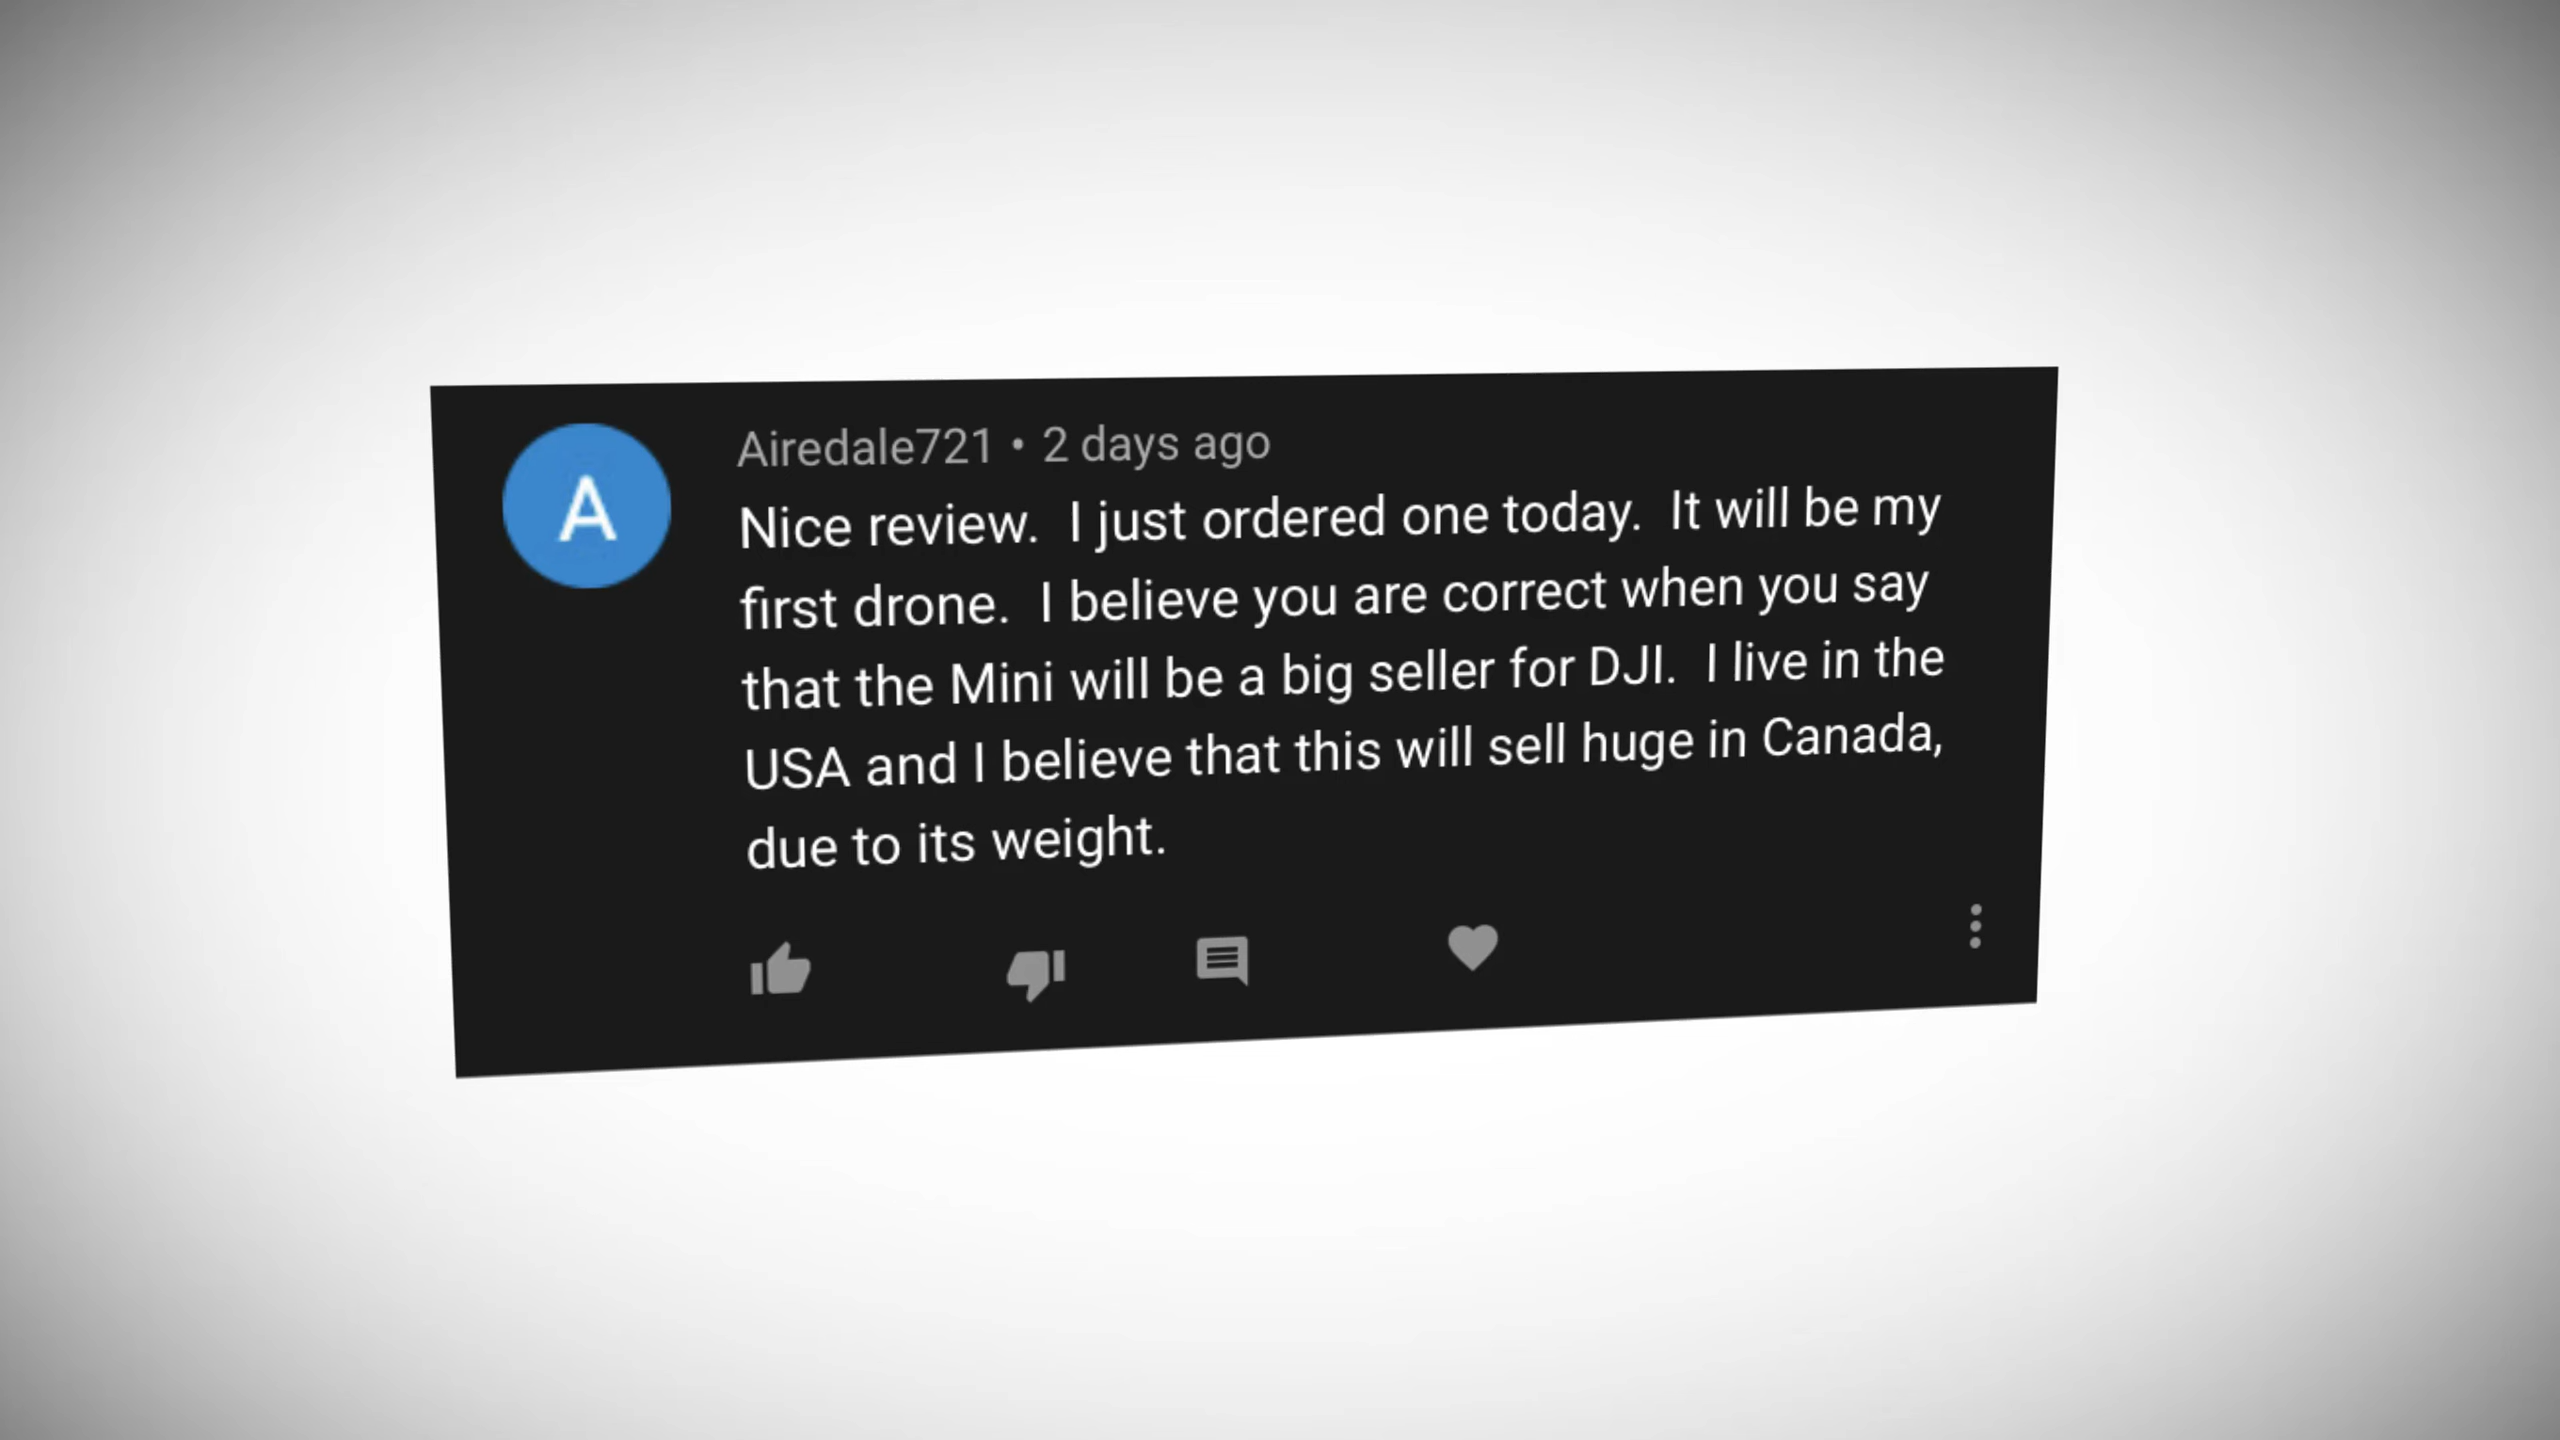 A
Airedale721 • 2 days ago
Nice review.  I just ordered one today.  It will be my
first drone.  I believe you are correct when you say
that the Mini will be a big seller for DJI.  I live in the
USA and I believe that this will sell huge in Canada,
due to its weight.